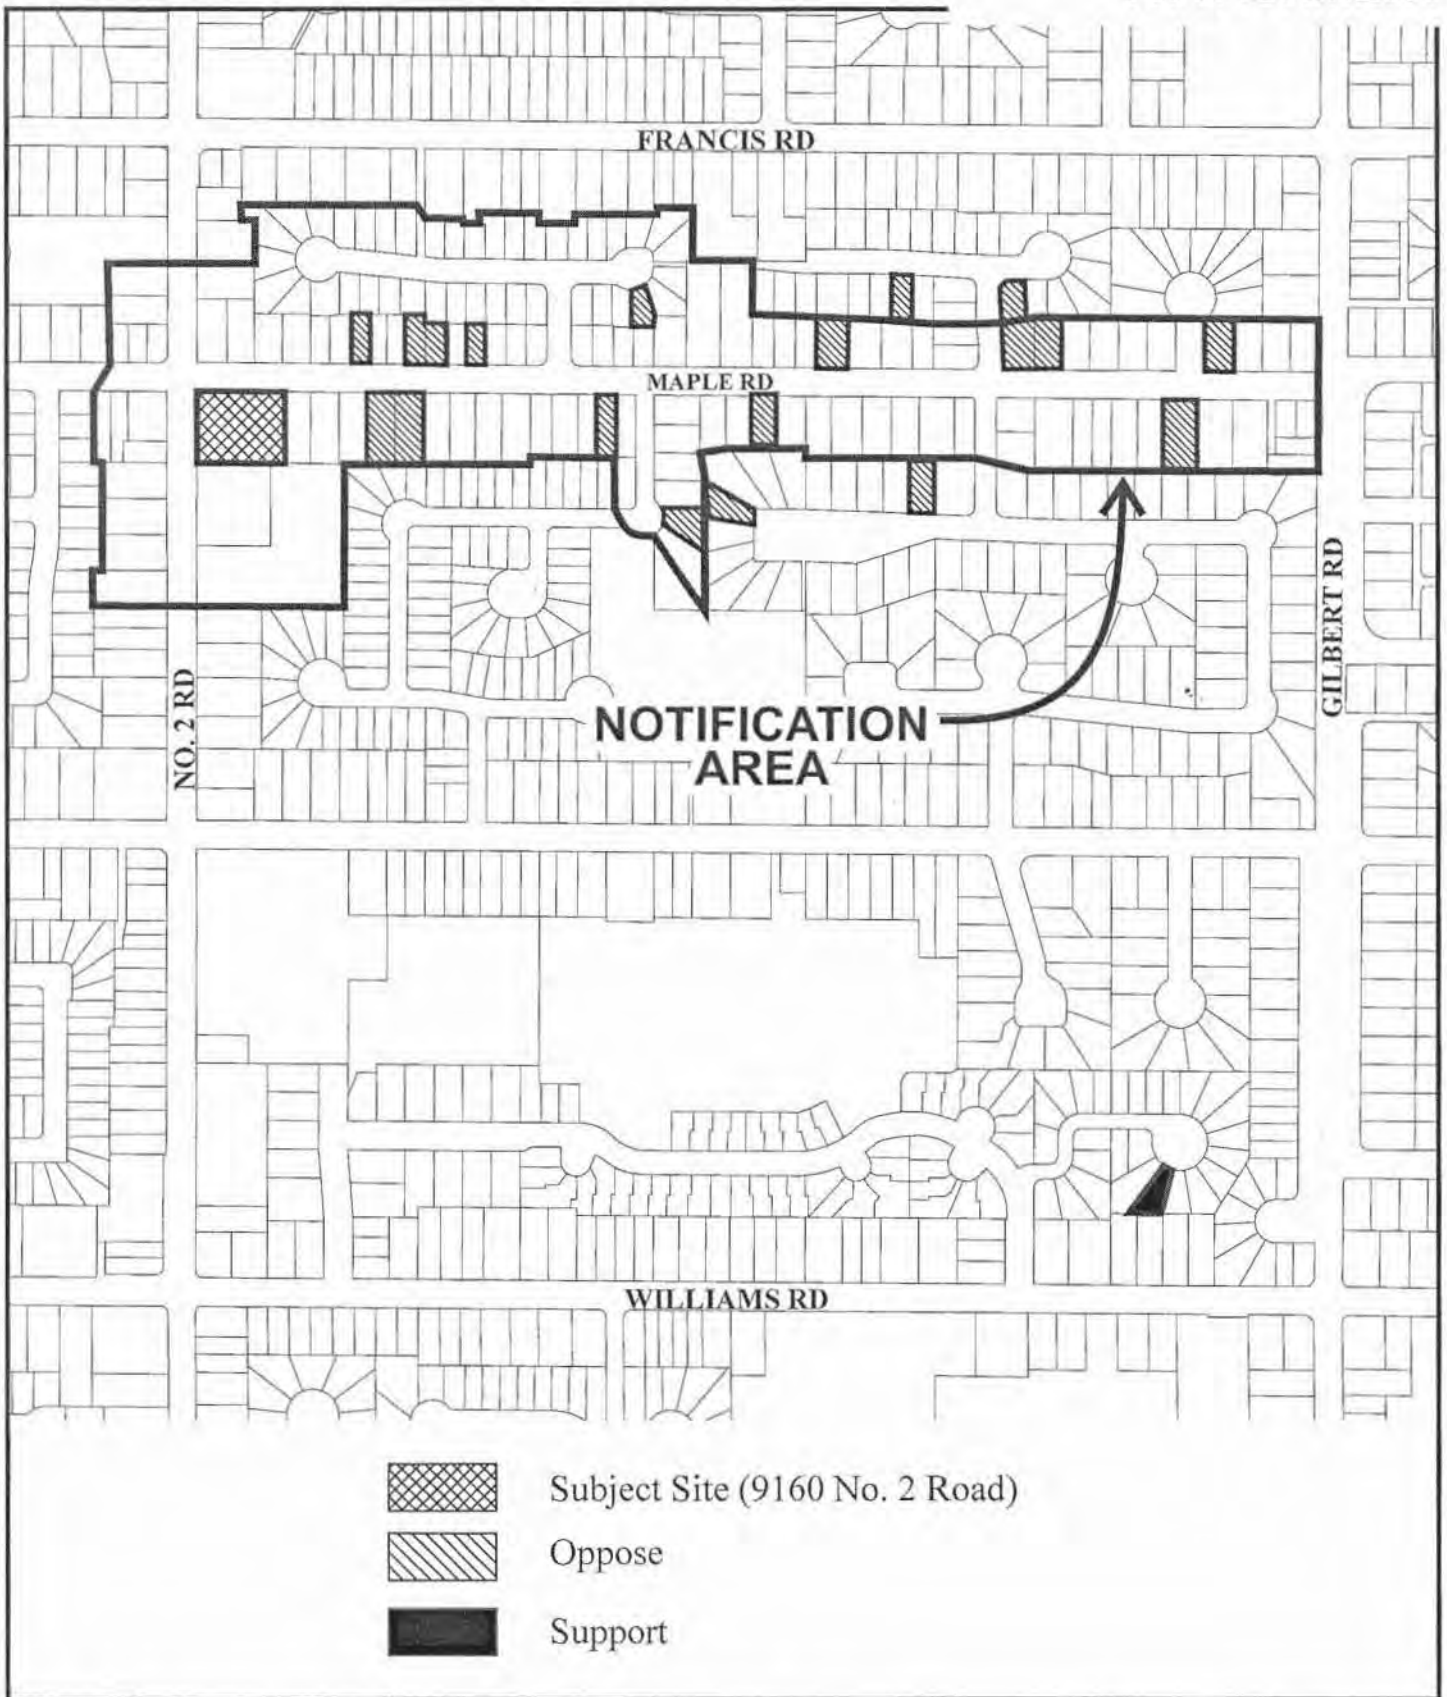 FRANCIS RD
MAPLE RD
NO. 2 RD
GILBERT RD
NOTIFICATION
AREA
WILLIAMS RD
Subject Site (9160 No. 2 Road)
Oppose
Support